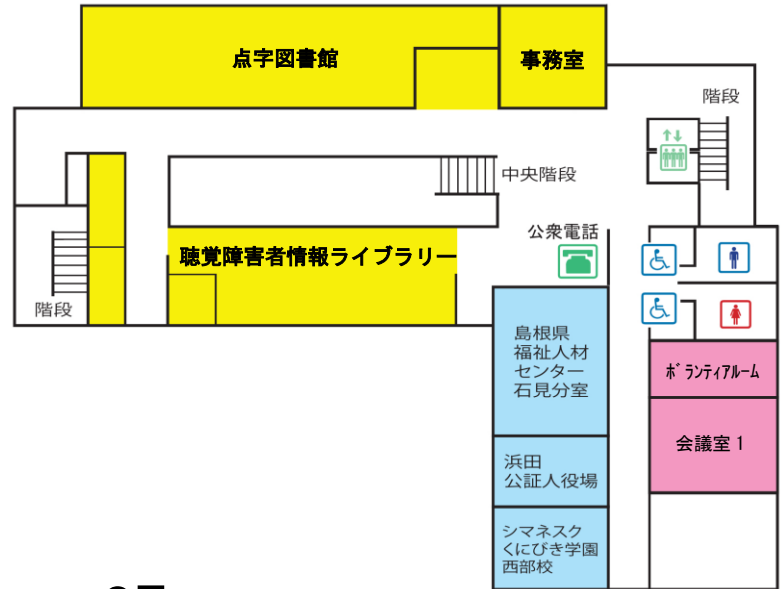 点字図書館
事務室
階段
中央階段
公衆電話
聴覚障害者情報ライブラリー
階段
島根県
福祉人材
センター
石見分室
ボランティアルーム
会議室1
浜田
公証人役場
シマネスク
くにびき学園
西部校